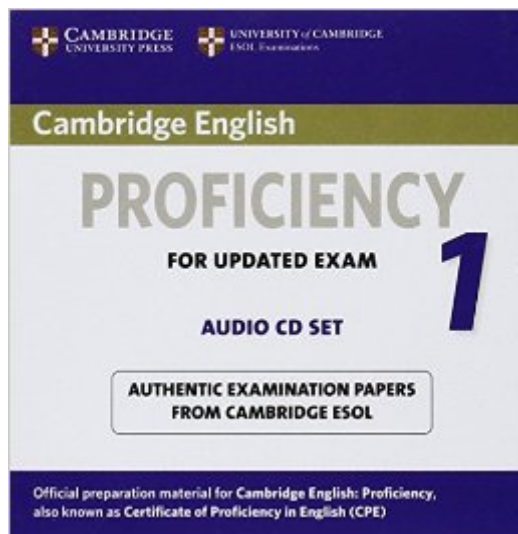 CAMBRIDGE
UNIVERSITY PRESS
UNIVERSITY of CAMBRIDGE
ESOL Examinations
Cambridge English
PROFICIENCY
1
FOR UPDATED EXAM
AUDIO CD SET
AUTHENTIC EXAMINATION PAPERS
FROM CAMBRIDGE ESOL
Official preparation material for Cambridge English: Proficiency,
also known as Certificate of Proficiency in English (CPE)